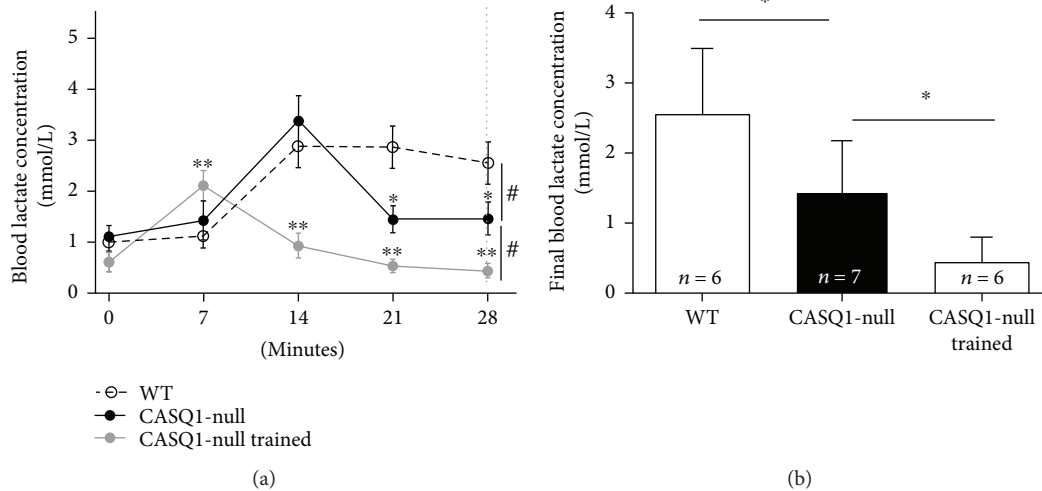 Blood lactate concentration
(mmol/L)
5
4
3
2
1
0
**
**
*
**
*
**
#
#
0 7 14 21 28
(Minutes)
WT
CASQ1-null
CASQ1-null trained
(a)
Final blood lactate concentration
(mmol/L)
4
3
2
1
0
*
*
n = 6
n = 7
n = 6
WT
CASQ1-null
CASQ1-null
trained
(b)